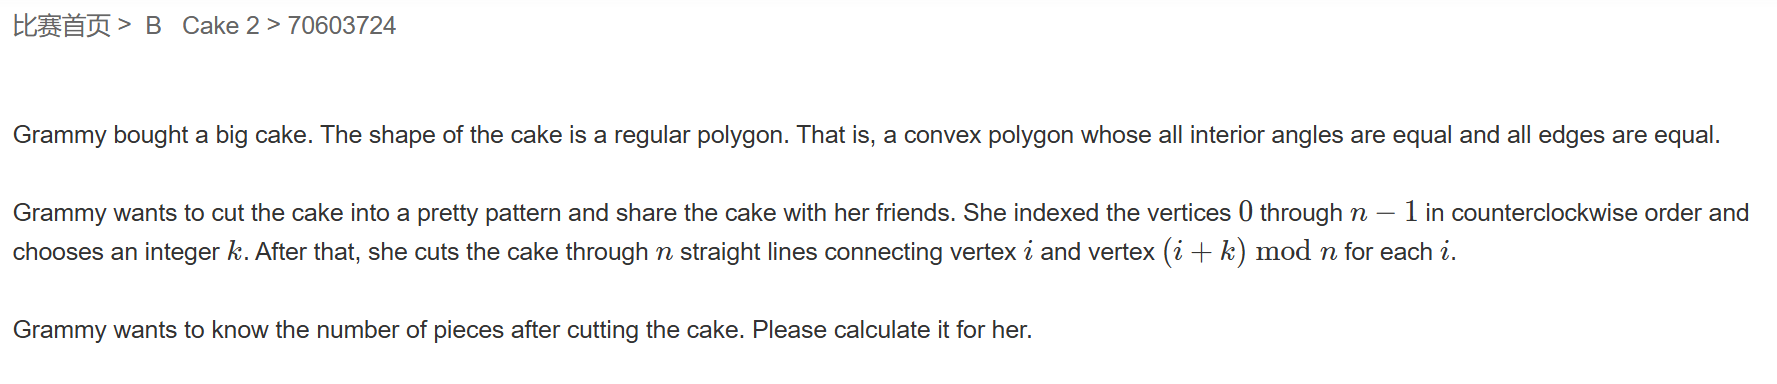 比赛首页 > B Cake 2 > 70603724
Grammy bought a big cake. The shape of the cake is a regular polygon. That is, a convex polygon whose all interior angles are equal and all edges are equal.
Grammy wants to cut the cake into a pretty pattern and share the cake with her friends. She indexed the vertices 0 through n − 1 in counterclockwise order and
chooses an integer k. After that, she cuts the cake through n straight lines connecting vertex i and vertex (i + k) mod n for each i.
Grammy wants to know the number of pieces after cutting the cake. Please calculate it for her.